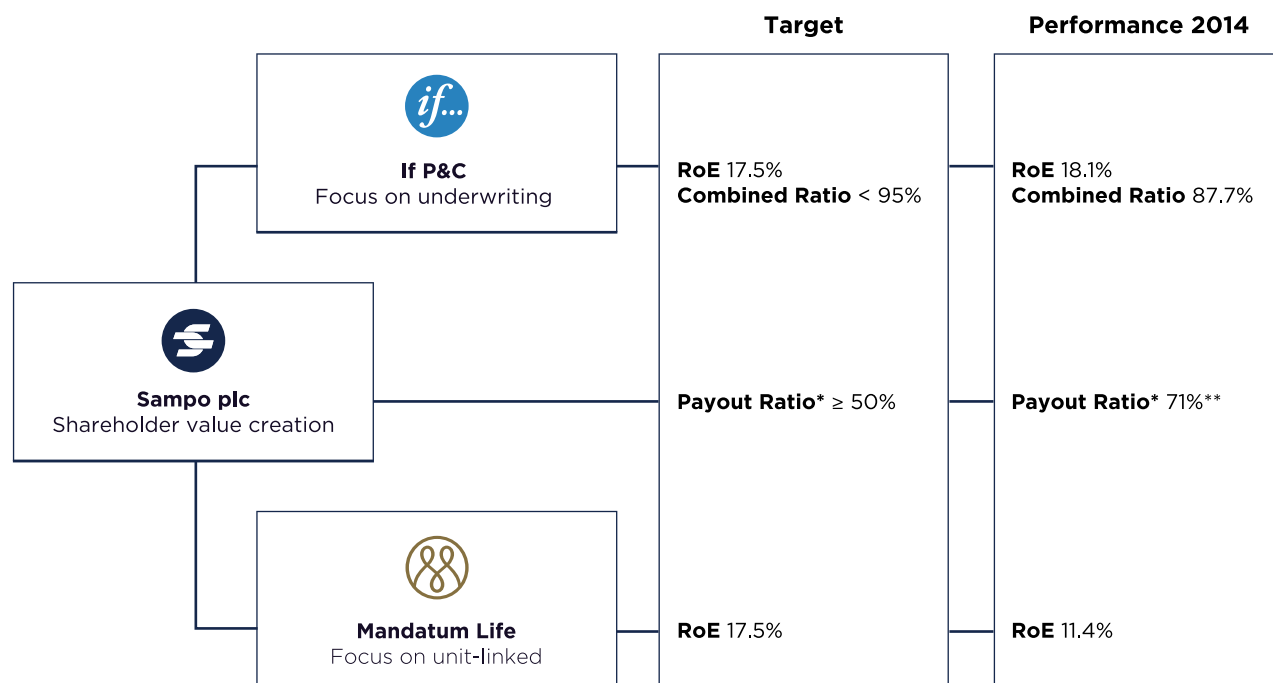 Target
Performance 2014
if...
If P&C
Focus on underwriting
RoE 17.5%
Combined Ratio < 95%
RoE 18.1%
Combined Ratio 87.7%
Sampo plc
Shareholder value creation
Payout Ratio* ≥ 50%
Payout Ratio* 71%**
Mandatum Life
Focus on unit-linked
RoE 17.5%
RoE 11.4%